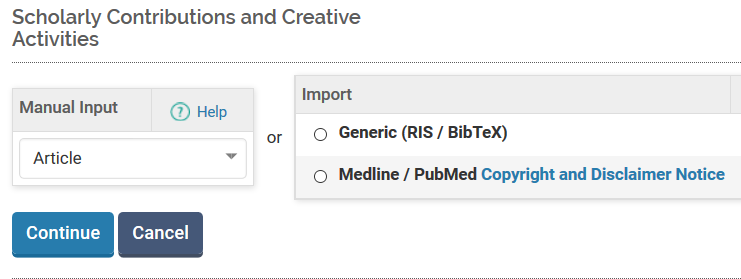 Scholarly Contributions and Creative
Activities
Manual Input
Help
Article
or
Import
Generic (RIS / BibTeX)
Medline / PubMed Copyright and Disclaimer Notice
Continue
Cancel